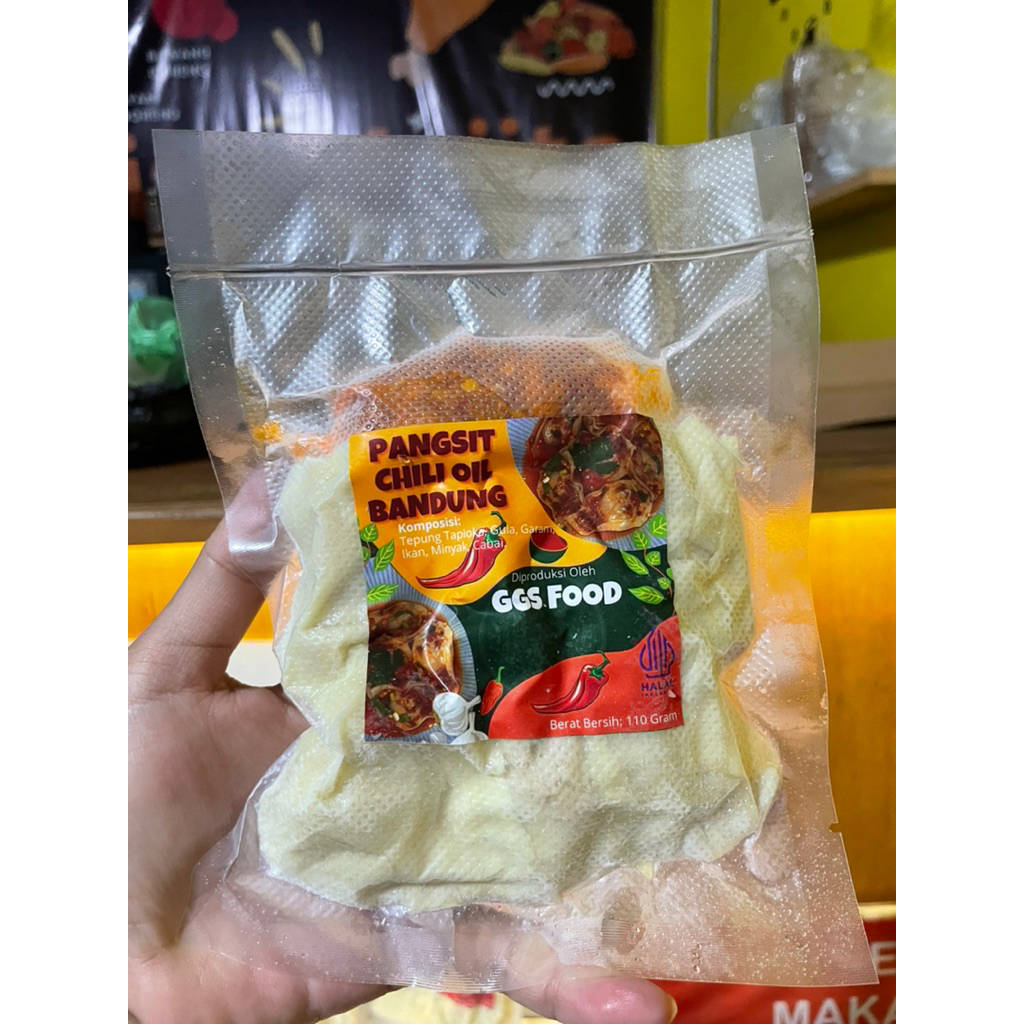 PANGSIT
CHILI OIL
BANDUNG
Komposisi:
Tepung Tapioka, Gula, Garam,
Ikan, Minyak, Cabai
Diproduksi Oleh
GGS.FOOD
HALAL
Berat Bersih: 110 Gram
MAKA